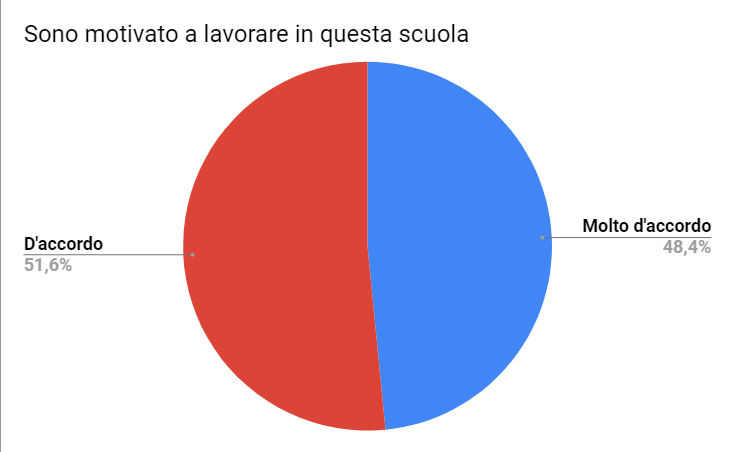 Sono motivato a lavorare in questa scuola
Molto d'accordo
48,4%
D'accordo
51,6%